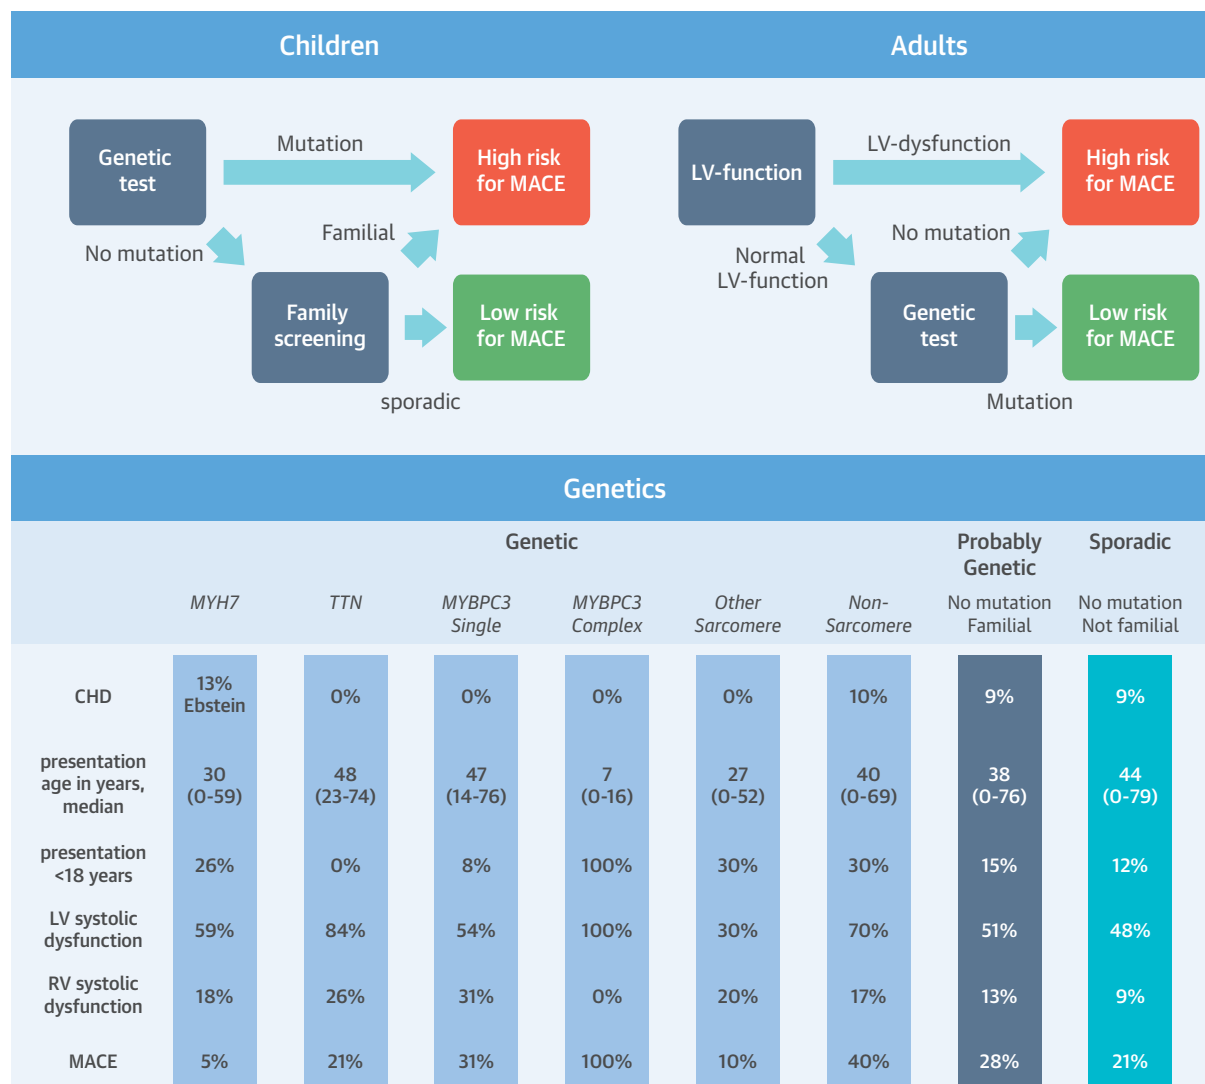 Children
Adults
Genetic
test
Mutation
High risk
for MACE
No mutation
Familial
Family
screening
Low risk
for MACE
sporadic
LV-function
LV-dysfunction
High risk
for MACE
Normal
LV-function
No mutation
Genetic
test
Low risk
for MACE
Mutation
Genetics
Genetic
Probably
Genetic
Sporadic
MYH7
TTN
MYBPC3
Single
MYBPC3
Complex
Other
Sarcomere
Non-
Sarcomere
No mutation
Familial
No mutation
Not familial
CHD
13%
Ebstein
0%
0%
0%
0%
10%
9%
9%
presentation
age in years,
median
30
(0-59)
48
(23-74)
47
(14-76)
7
(0-16)
27
(0-52)
40
(0-69)
38
(0-76)
44
(0-79)
presentation
<18 years
26%
0%
8%
100%
30%
30%
15%
12%
LV systolic
dysfunction
59%
84%
54%
100%
30%
70%
51%
48%
RV systolic
dysfunction
18%
26%
31%
0%
20%
17%
13%
9%
MACE
5%
21%
31%
100%
10%
40%
28%
21%